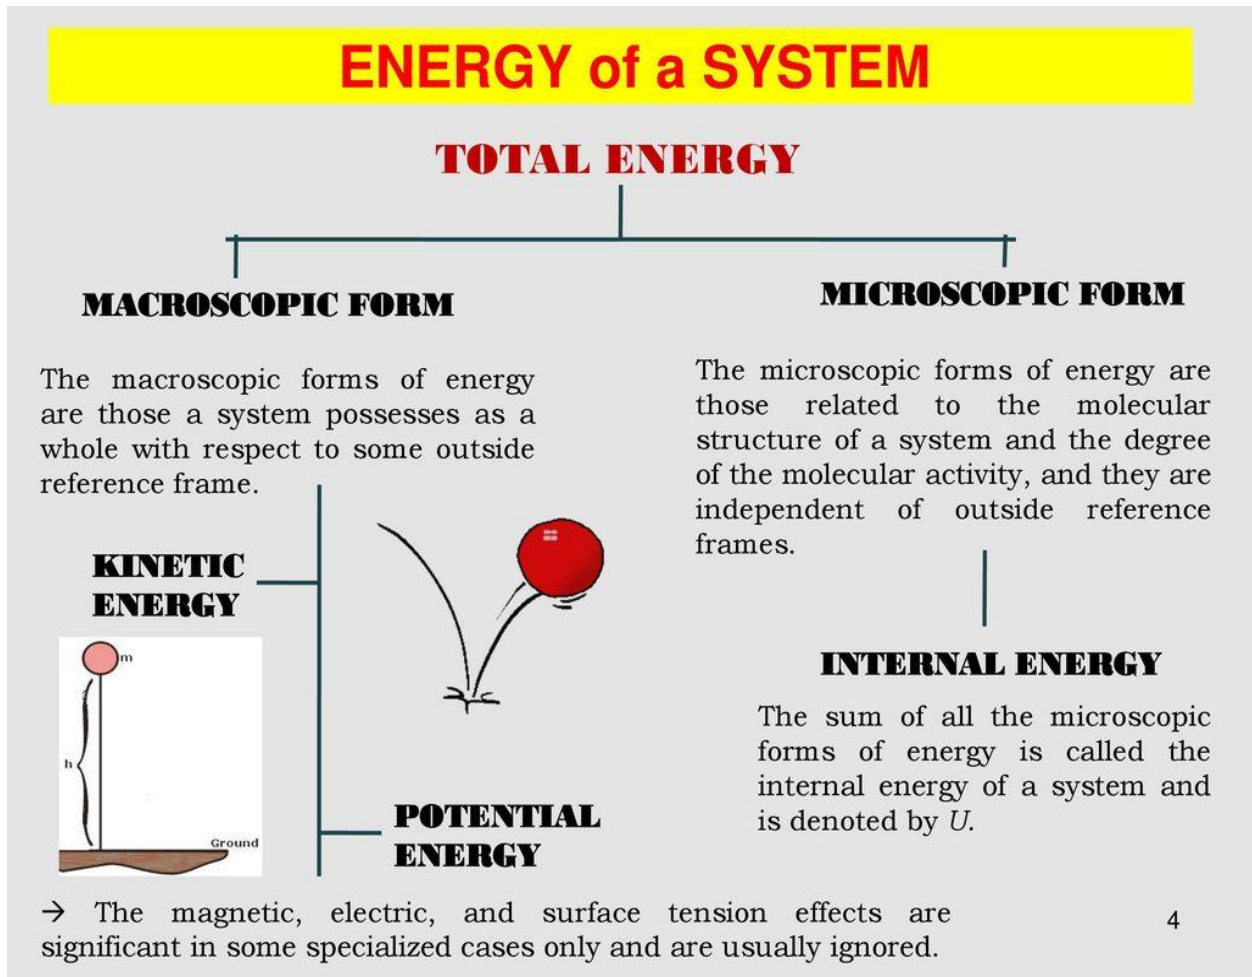 ENERGY of a SYSTEM
TOTAL ENERGY
MACROSCOPIC FORM
The macroscopic forms of energy
are those a system possesses as a
whole with respect to some outside
reference frame.
KINETIC
ENERGY
m
h
Ground
POTENTIAL
ENERGY
MICROSCOPIC FORM
The microscopic forms of energy are
those related to the molecular
structure of a system and the degree
of the molecular activity, and they are
independent of outside reference
frames.
INTERNAL ENERGY
The sum of all the microscopic
forms of energy is called the
internal energy of a system and
is denoted by U.
→ The magnetic, electric, and surface tension effects are
significant in some specialized cases only and are usually ignored.
4